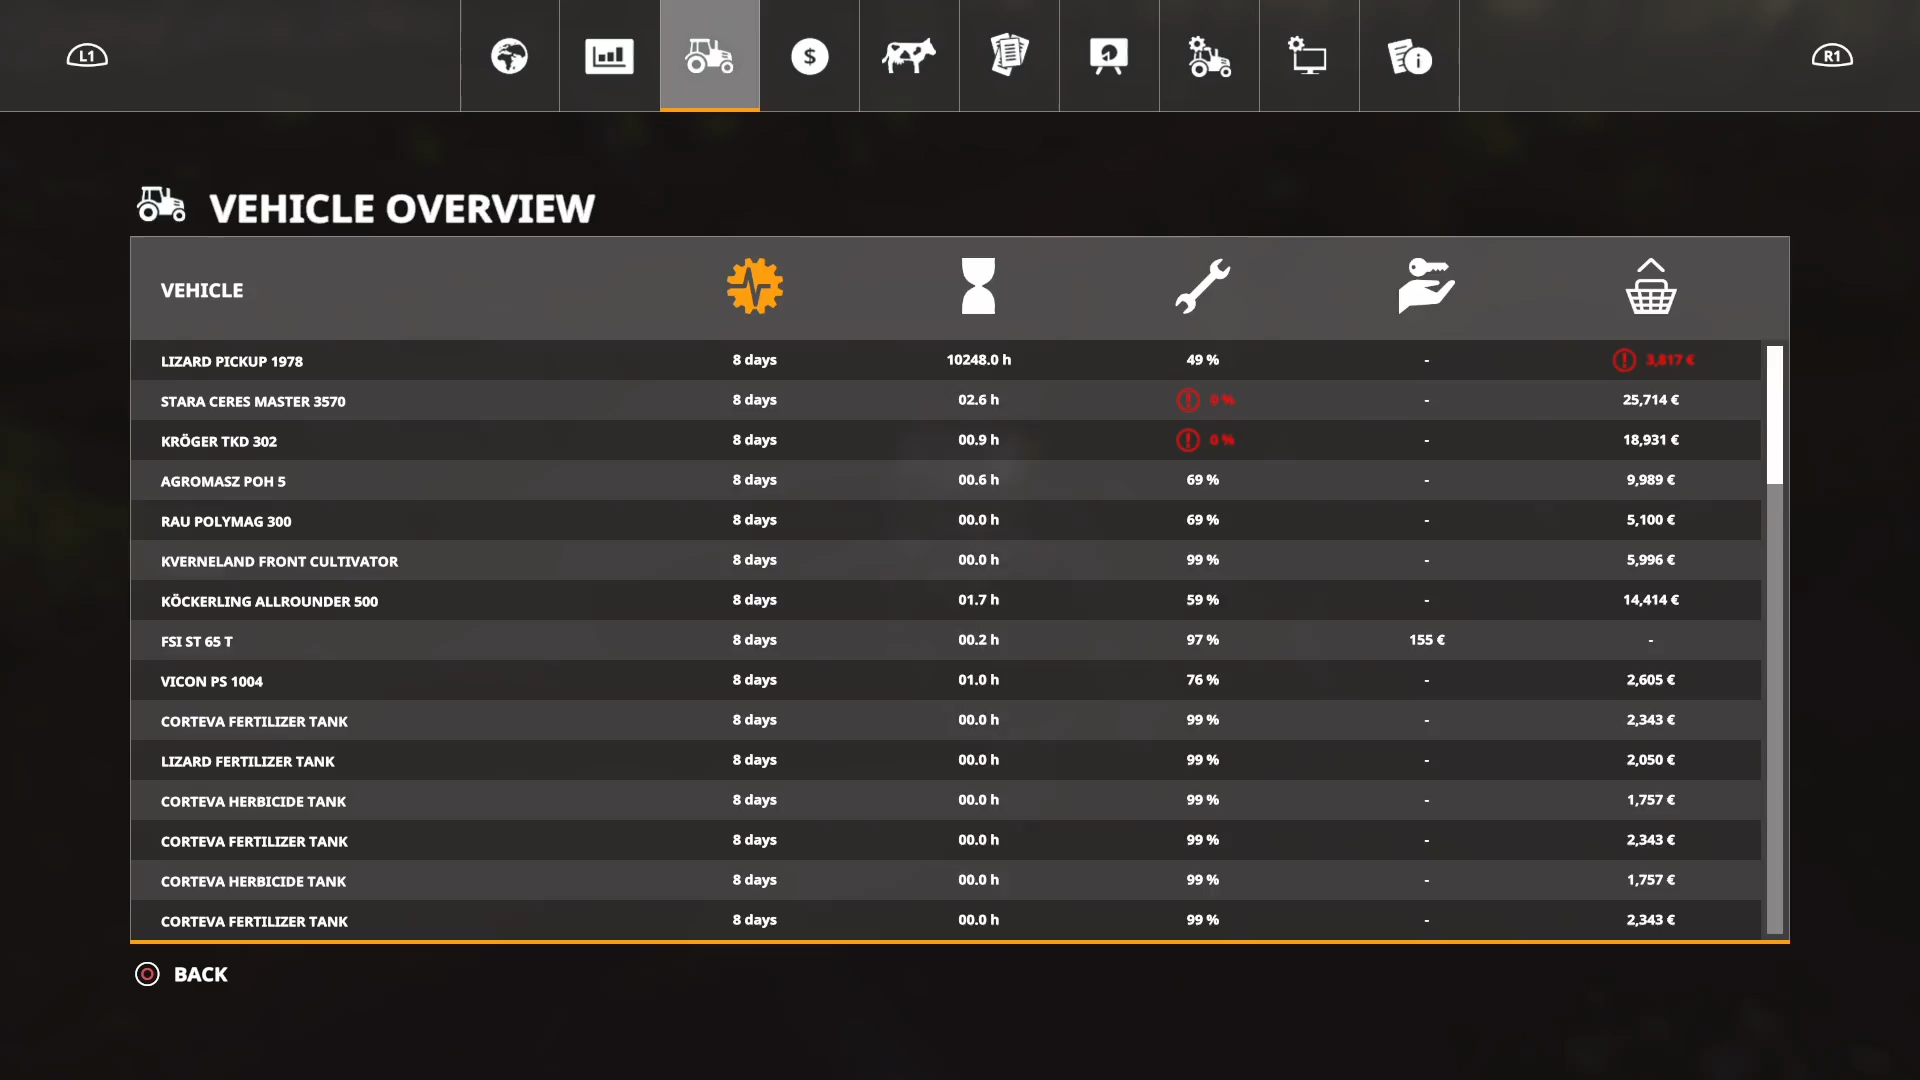 L1
R1
VEHICLE OVERVIEW
VEHICLE
LIZARD PICKUP 1978 8 days 10248.0 h 49 % - 3,817 €
STARA CERES MASTER 3570 8 days 02.6 h 0 % - 25,714 €
KRÖGER TKD 302 8 days 00.9 h 0 % - 18,931 €
AGROMASZ POH 5 8 days 00.6 h 69 % - 9,989 €
RAU POLYMAG 300 8 days 00.0 h 69 % - 5,100 €
KVERNELAND FRONT CULTIVATOR 8 days 00.0 h 99 % - 5,996 €
KÖCKERLING ALLROUNDER 500 8 days 01.7 h 59 % - 14,414 €
FSI ST 65 T 8 days 00.2 h 97 % 155 € -
VICON PS 1004 8 days 01.0 h 76 % - 2,605 €
CORTEVA FERTILIZER TANK 8 days 00.0 h 99 % - 2,343 €
LIZARD FERTILIZER TANK 8 days 00.0 h 99 % - 2,050 €
CORTEVA HERBICIDE TANK 8 days 00.0 h 99 % - 1,757 €
CORTEVA FERTILIZER TANK 8 days 00.0 h 99 % - 2,343 €
CORTEVA HERBICIDE TANK 8 days 00.0 h 99 % - 1,757 €
CORTEVA FERTILIZER TANK 8 days 00.0 h 99 % - 2,343 €
BACK